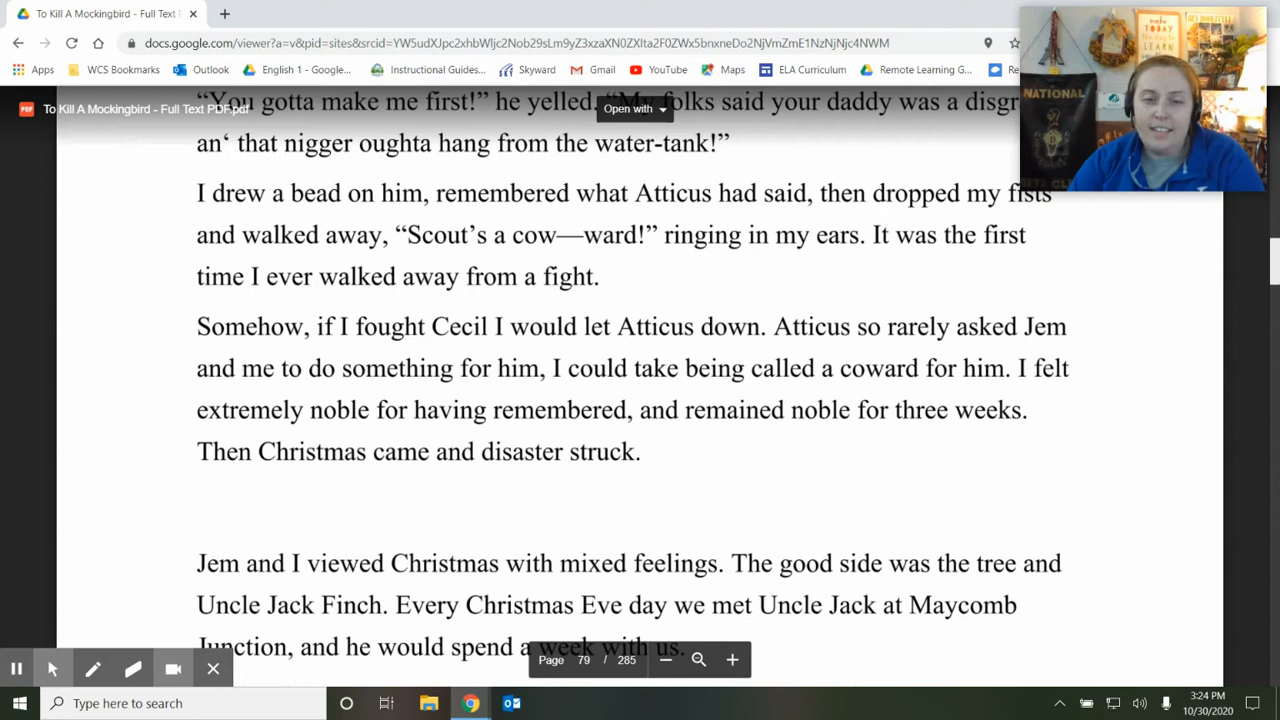 To Kill A Mockingbird - Full Text P
docs.google.com/viewer?a=v&pid=sites&srcid=YW5udXJpc2xhbWljc2Nob29sLm9yZ3xzaXN0ZXIta2F0ZWx5bnxneDo2NjVmZmE1NzNjNjc4NWM
Apps WCS Bookmarks Outlook English 1 - Google... Instructional Guides... Skyward Gmail YouTube Maps ELA Curriculum Remote Learning G... Re
To Kill A Mockingbird - Full Text PDF.pdf
Open with
“You gotta make me first!” he yelled. “My folks said your daddy was a disgr
an‘ that nigger oughta hang from the water-tank!”
I drew a bead on him, remembered what Atticus had said, then dropped my fists
and walked away, “Scout’s a cow—ward!” ringing in my ears. It was the first
time I ever walked away from a fight.
Somehow, if I fought Cecil I would let Atticus down. Atticus so rarely asked Jem
and me to do something for him, I could take being called a coward for him. I felt
extremely noble for having remembered, and remained noble for three weeks.
Then Christmas came and disaster struck.
Jem and I viewed Christmas with mixed feelings. The good side was the tree and
Uncle Jack Finch. Every Christmas Eve day we met Uncle Jack at Maycomb
Junction, and he would spend a week with us.
Page 79 / 285
NATIONAL
make
TODAY
LEARN
Type here to search
3:24 PM
10/30/2020